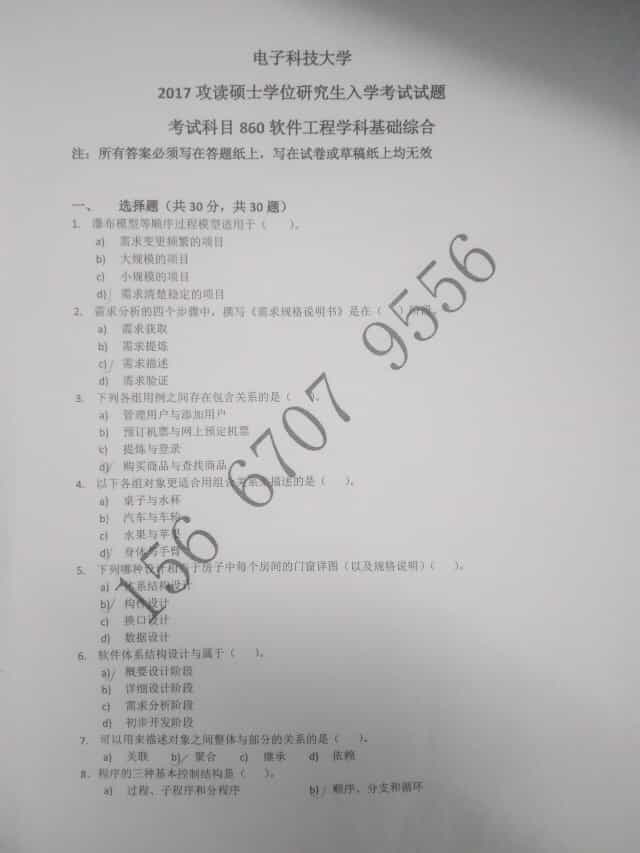 电子科技大学
2017 攻读硕士学位研究生入学考试试题
考试科目 860 软件工程学科基础综合
注：所有答案必须写在答题纸上，写在试卷或草稿纸上均无效
一、 选择题（共 30 分，共 30 题）
1. 瀑布模型等顺序过程模型适用于（ ）。
a) 需求变更频繁的项目
b) 大规模的项目
c) 小规模的项目
d)/ 需求清楚稳定的项目
2. 需求分析的四个步骤中，撰写《需求规格说明书》是在（ ）阶段。
a) 需求获取
b) 需求提炼
c)/ 需求描述
d) 需求验证
3. 下列各组用例之间存在包含关系的是（ ）。
a) 管理用户与添加用户
b) 预订机票与网上预定机票
c) 提炼与登录
d)/ 购买商品与查找商品
4. 以下各组对象更适合用组合关系来描述的是（ ）。
a) 桌子与水杯
b) 汽车与车轮
c) 水果与苹果
d)/ 身体与手臂
5. 下列哪种设计相当于房子中每个房间的门窗详图（以及规格说明）（ ）。
a) 体系结构设计
b)/ 构件设计
c) 换口设计
d) 数据设计
6. 软件体系结构设计与属于（ ）。
a)/ 概要设计阶段
b) 详细设计阶段
c) 需求分析阶段
d) 初步开发阶段
7. 可以用来描述对象之间整体与部分的关系的是（ ）。
a) 关联 b)/ 聚合 c) 继承 d) 依赖
8. 程序的三种基本控制结构是（ ）。
a) 过程、子程序和分程序 b)/ 顺序、分支和循环
156 6707 9556